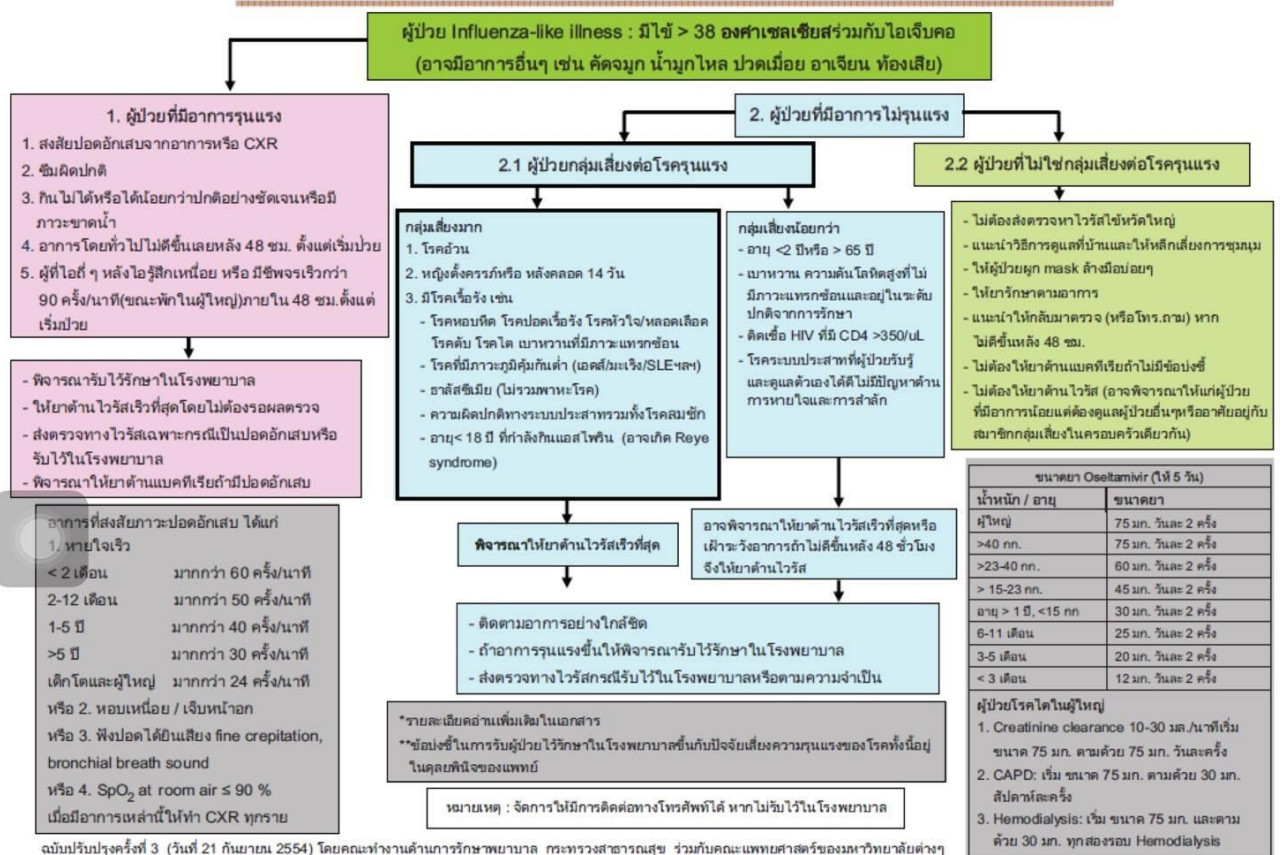 ผู้ป่วย Influenza-like illness : มีไข้ > 38 องศาเซลเซียสร่วมกับไอเจ็บคอ
(อาจมีอาการอื่นๆ เช่น คัดจมูก น้ำมูกไหล ปวดเมื่อย อาเจียน ท้องเสีย)
1. ผู้ป่วยที่มีอาการรุนแรง
1. สงสัยปอดอักเสบจากอาการหรือ CXR
2. ซึมผิดปกติ
3. กินไม่ได้หรือได้น้อยกว่าปกติอย่างชัดเจนหรือมี
ภาวะขาดน้ำ
4. อาการโดยทั่วไปไม่ดีขึ้นเลยหลัง 48 ชม. ตั้งแต่เริ่มป่วย
5. ผู้ที่ไอถี่ ๆ หลังไอรู้สึกเหนื่อย หรือ มีชีพจรเร็วกว่า
90 ครั้ง/นาที(ขณะพักในผู้ใหญ่)ภายใน 48 ชม.ตั้งแต่
เริ่มป่วย
- พิจารณารับไว้รักษาในโรงพยาบาล
- ให้ยาต้านไวรัสเร็วที่สุดโดยไม่ต้องรอผลตรวจ
- ส่งตรวจทางไวรัสเฉพาะกรณีเป็นปอดอักเสบหรือ
รับไว้ในโรงพยาบาล
- พิจารณาให้ยาต้านแบคทีเรียถ้ามีปอดอักเสบ
อาการที่สงสัยภาวะปอดอักเสบ ได้แก่
1. หายใจเร็ว
< 2 เดือน มากกว่า 60 ครั้ง/นาที
2-12 เดือน มากกว่า 50 ครั้ง/นาที
1-5 ปี มากกว่า 40 ครั้ง/นาที
>5 ปี มากกว่า 30 ครั้ง/นาที
เด็กโตและผู้ใหญ่ มากกว่า 24 ครั้ง/นาที
หรือ 2. หอบเหนื่อย / เจ็บหน้าอก
หรือ 3. ฟังปอดได้ยินเสียง fine crepitation,
bronchial breath sound
หรือ 4. SpO2 at room air ≤ 90 %
เมื่อมีอาการเหล่านี้ให้ทำ CXR ทุกราย
2. ผู้ป่วยที่มีอาการไม่รุนแรง
2.1 ผู้ป่วยกลุ่มเสี่ยงต่อโรครุนแรง
กลุ่มเสี่ยงมาก
1. โรคอ้วน
2. หญิงตั้งครรภ์หรือ หลังคลอด 14 วัน
3. มีโรคเรื้อรัง เช่น
- โรคหอบหืด โรคปอดเรื้อรัง โรคหัวใจ/หลอดเลือด
โรคตับ โรคไต เบาหวานที่มีภาวะแทรกซ้อน
- โรคที่มีภาวะภูมิคุ้มกันต่ำ (เอดส์/มะเร็ง/SLEฯลฯ)
- ธาลัสซีเมีย (ไม่รวมพาหะโรค)
- ความผิดปกติทางระบบประสาทรวมทั้งโรคลมชัก
- อายุ< 18 ปี ที่กำลังกินแอสไพริน (อาจเกิด Reye
syndrome)
พิจารณาให้ยาต้านไวรัสเร็วที่สุด
กลุ่มเสี่ยงน้อยกว่า
- อายุ <2 ปีหรือ > 65 ปี
- เบาหวาน ความดันโลหิตสูงที่ไม่
มีภาวะแทรกซ้อนและอยู่ในระดับ
ปกติจากการรักษา
- ติดเชื้อ HIV ที่มี CD4 >350/uL
- โรคระบบประสาทที่ผู้ป่วยรับรู้
และดูแลตัวเองได้ดีไม่มีปัญหาด้าน
การหายใจและการสำลัก
อาจพิจารณาให้ยาต้านไวรัสเร็วที่สุดหรือ
เฝ้าระวังอาการถ้าไม่ดีขึ้นหลัง 48 ชั่วโมง
จึงให้ยาต้านไวรัส
- ติดตามอาการอย่างใกล้ชิด
- ถ้าอาการรุนแรงขึ้นให้พิจารณารับไว้รักษาในโรงพยาบาล
- ส่งตรวจทางไวรัสกรณีรับไว้ในโรงพยาบาลหรือตามความจำเป็น
*รายละเอียดอ่านเพิ่มเติมในเอกสาร
**ข้อบ่งชี้ในการรับผู้ป่วยไว้รักษาในโรงพยาบาลขึ้นกับปัจจัยเสี่ยงความรุนแรงของโรคทั้งนี้อยู่
ในดุลยพินิจของแพทย์
หมายเหตุ : จัดการให้มีการติดต่อทางโทรศัพท์ได้ หากไม่รับไว้ในโรงพยาบาล
2.2 ผู้ป่วยที่ไม่ใช่กลุ่มเสี่ยงต่อโรครุนแรง
- ไม่ต้องส่งตรวจหาไวรัสไข้หวัดใหญ่
- แนะนำวิธีการดูแลที่บ้านและให้หลีกเลี่ยงการชุมนุม
- ให้ผู้ป่วยผูก mask ล้างมือบ่อยๆ
- ให้ยารักษาตามอาการ
- แนะนำให้กลับมาตรวจ (หรือโทร.ถาม) หาก
ไม่ดีขึ้นหลัง 48 ชม.
- ไม่ต้องให้ยาต้านแบคทีเรียถ้าไม่มีข้อบ่งชี้
- ไม่ต้องให้ยาต้านไวรัส (อาจพิจารณาให้แก่ผู้ป่วย
ที่มีอาการน้อยแต่ต้องดูแลผู้ป่วยอื่นๆหรืออาศัยอยู่กับ
สมาชิกกลุ่มเสี่ยงในครอบครัวเดียวกัน)
ขนาดยา Oseltamivir (ให้ 5 วัน)
น้ำหนัก / อายุ ขนาดยา
ผู้ใหญ่ 75 มก. วันละ 2 ครั้ง
>40 กก. 75 มก. วันละ 2 ครั้ง
>23-40 กก. 60 มก. วันละ 2 ครั้ง
> 15-23 กก. 45 มก. วันละ 2 ครั้ง
อายุ > 1 ปี, <15 กก 30 มก. วันละ 2 ครั้ง
6-11 เดือน 25 มก. วันละ 2 ครั้ง
3-5 เดือน 20 มก. วันละ 2 ครั้ง
< 3 เดือน 12 มก. วันละ 2 ครั้ง
ผู้ป่วยโรคไตในผู้ใหญ่
1. Creatinine clearance 10-30 มล./นาทีเริ่ม
ขนาด 75 มก. ตามด้วย 75 มก. วันละครั้ง
2. CAPD: เริ่ม ขนาด 75 มก. ตามด้วย 30 มก.
สัปดาห์ละครั้ง
3. Hemodialysis: เริ่ม ขนาด 75 มก. และตาม
ด้วย 30 มก. ทุกสองรอบ Hemodialysis
ฉบับปรับปรุงครั้งที่ 3 (วันที่ 21 กันยายน 2554) โดยคณะทำงานด้านการรักษาพยาบาล กระทรวงสาธารณสุข ร่วมกับคณะแพทยศาสตร์ของมหาวิทยาลัยต่างๆ